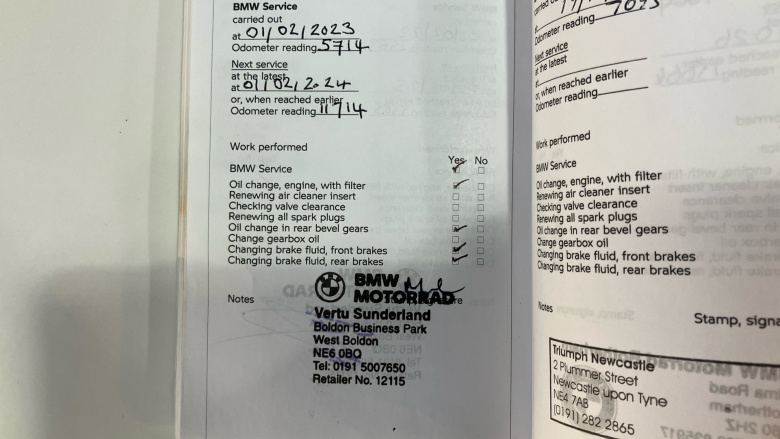 BMW Service
carried out
at 01/02/2023
Odometer reading 5714
Next service
at the latest
at 01/02/2024
or, when reached earlier
Odometer reading 11714
Work performed
Yes No
BMW Service
Oil change, engine, with filter
Renewing air cleaner insert
Checking valve clearance
Renewing all spark plugs
Oil change in rear bevel gears
Change gearbox oil
Changing brake fluid, front brakes
Changing brake fluid, rear brakes
Notes
BMW
MOTORRAD
Vertu Sunderland
Boldon Business Park
West Boldon
NE6 0BQ
Tel: 0191 5007650
Retailer No. 12115
carried out
at
Odometer reading 7023
Next service
at the latest
at
or, when reached earlier
Odometer reading
Work performed
BMW Service
Oil change, engine, with filter
Renewing air cleaner insert
Checking valve clearance
Renewing all spark plugs
Oil change in rear bevel gears
Change gearbox oil
Changing brake fluid, front brakes
Changing brake fluid, rear brakes
Notes
Stamp, signa
Triumph Newcastle
2 Plummer Street
Newcastle upon Tyne
NE4 7AB
(0191) 282 2865